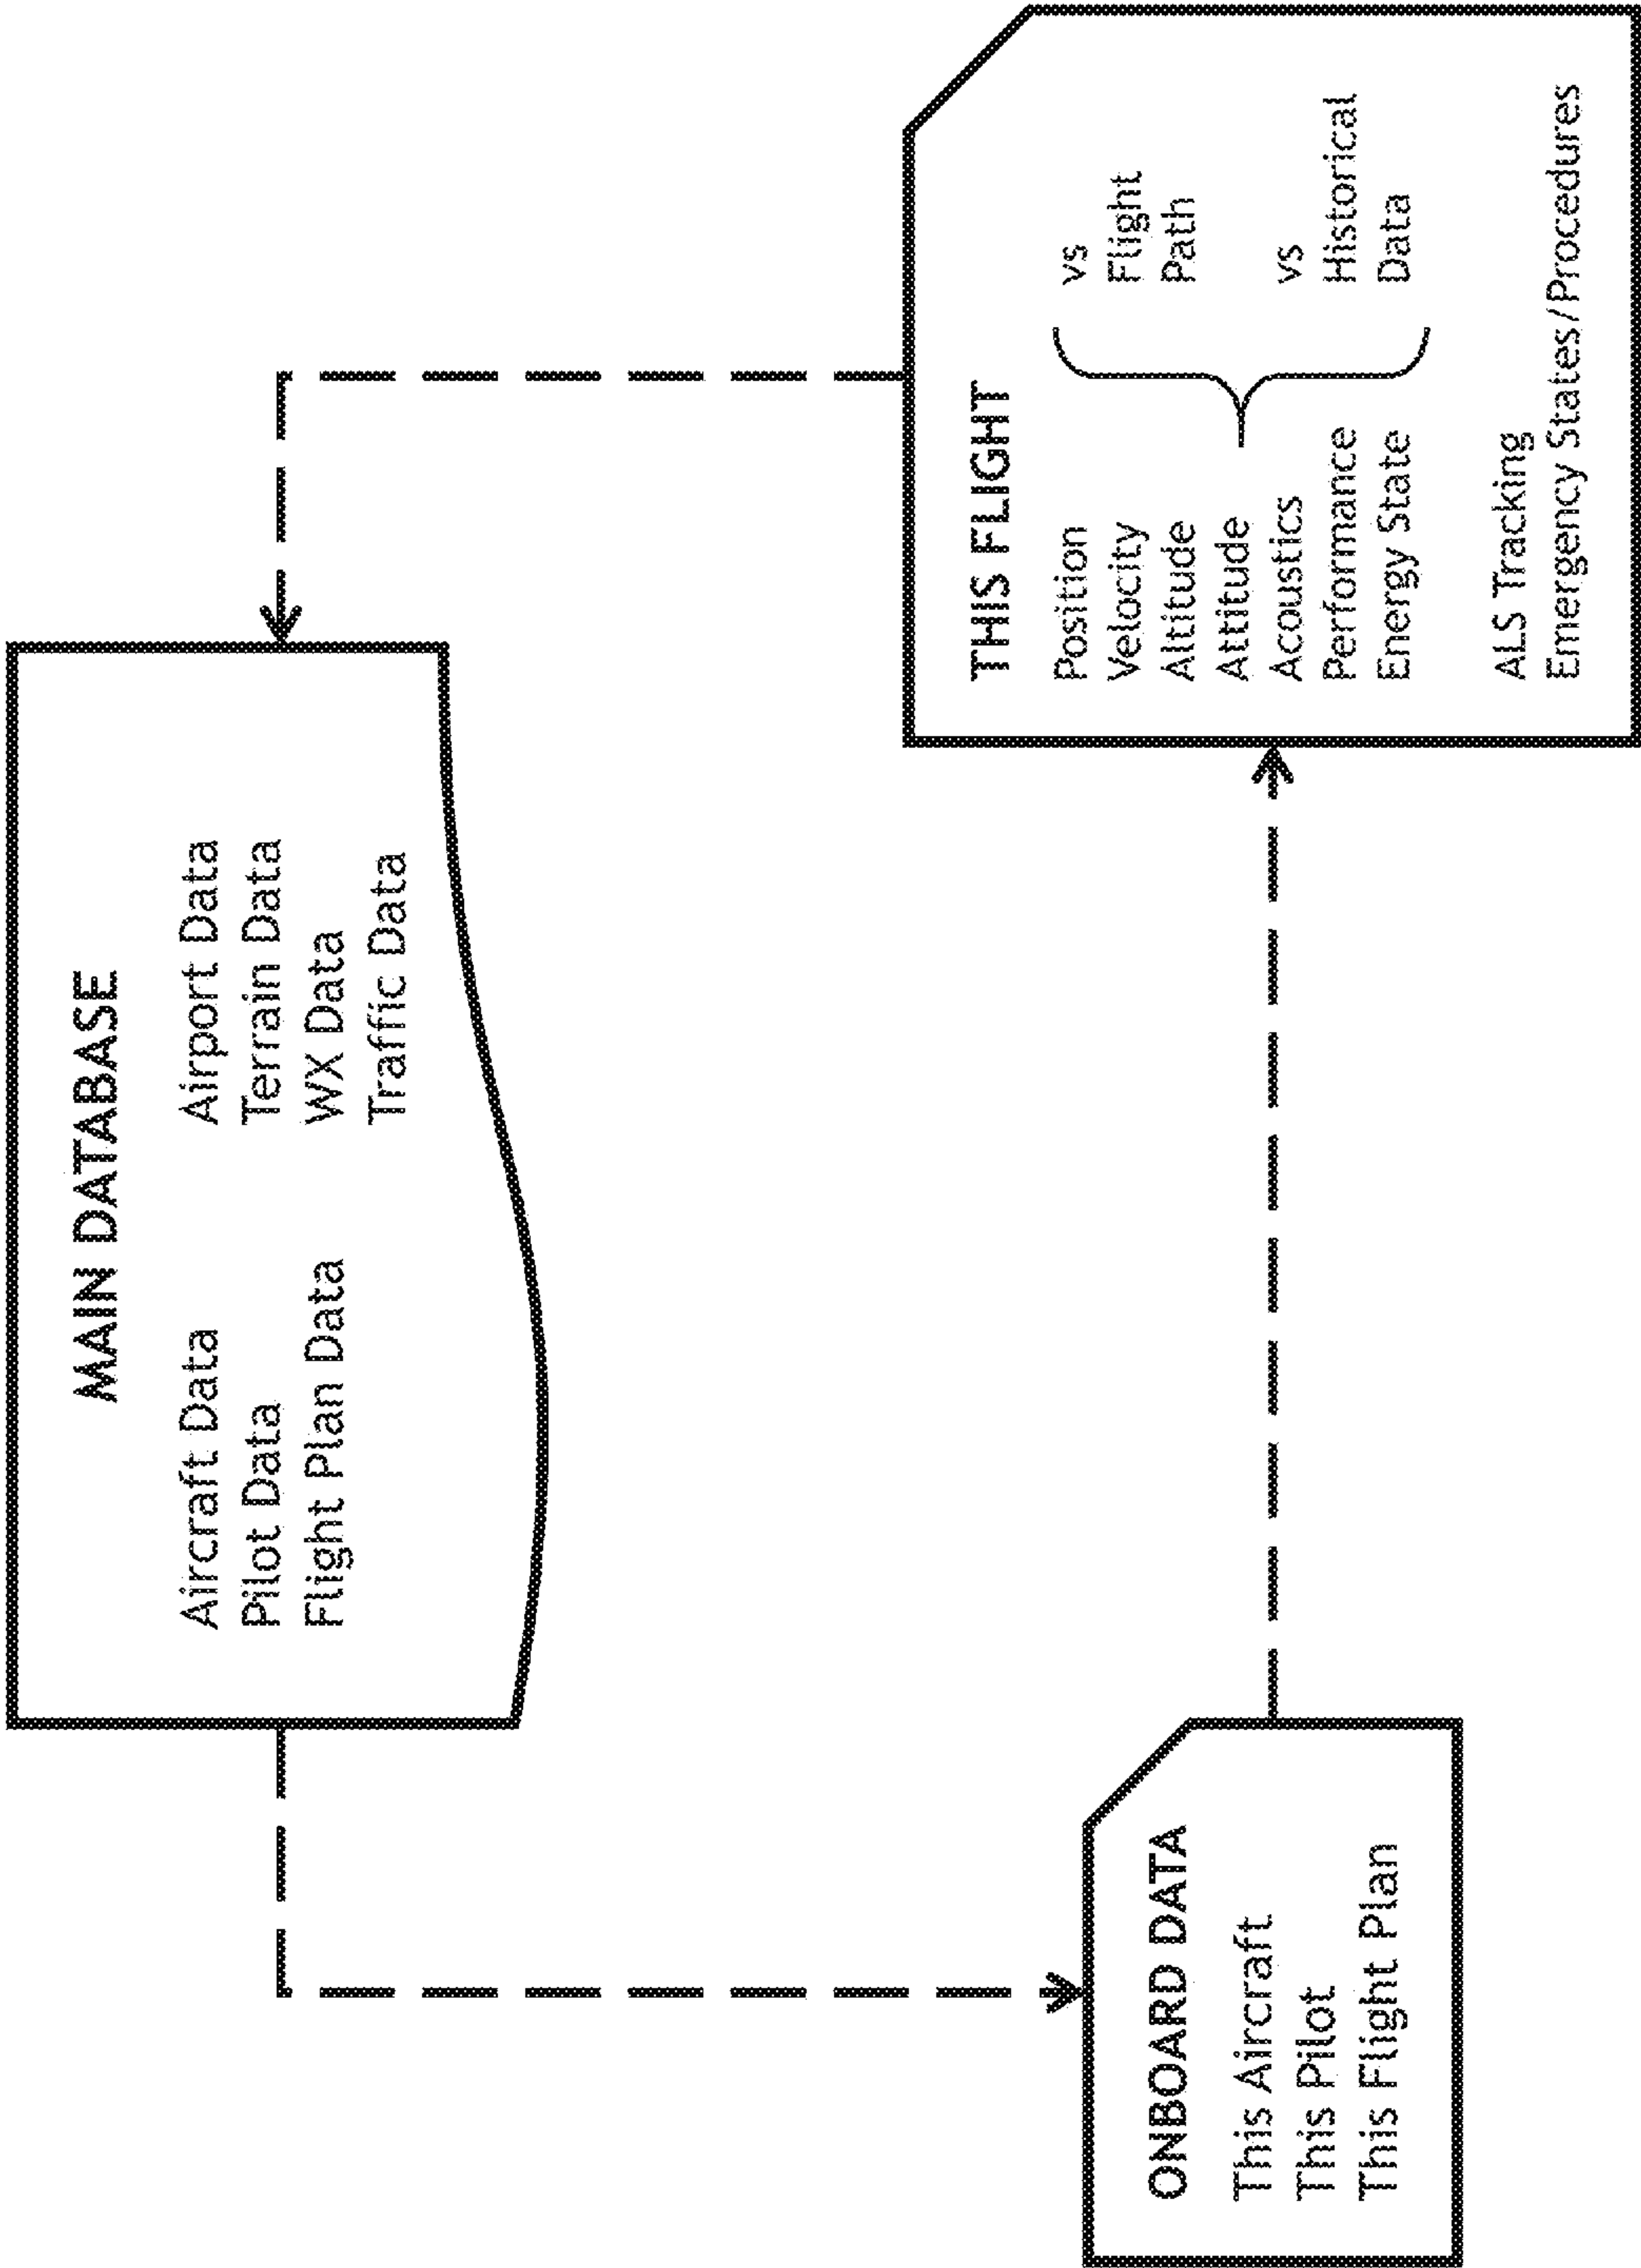 MAIN DATABASE
Aircraft Data
Pilot Data
Flight Plan Data
Airport Data
Terrain Data
WX Data
Traffic Data
ONBOARD DATA
This Aircraft
This Pilot
This Flight Plan
THIS FLIGHT
Position
Velocity
Altitude
Attitude
Acoustics
Performance
Energy State
vs
Flight
Path
vs
Historical
Data
ALS Tracking
Emergency States/Procedures